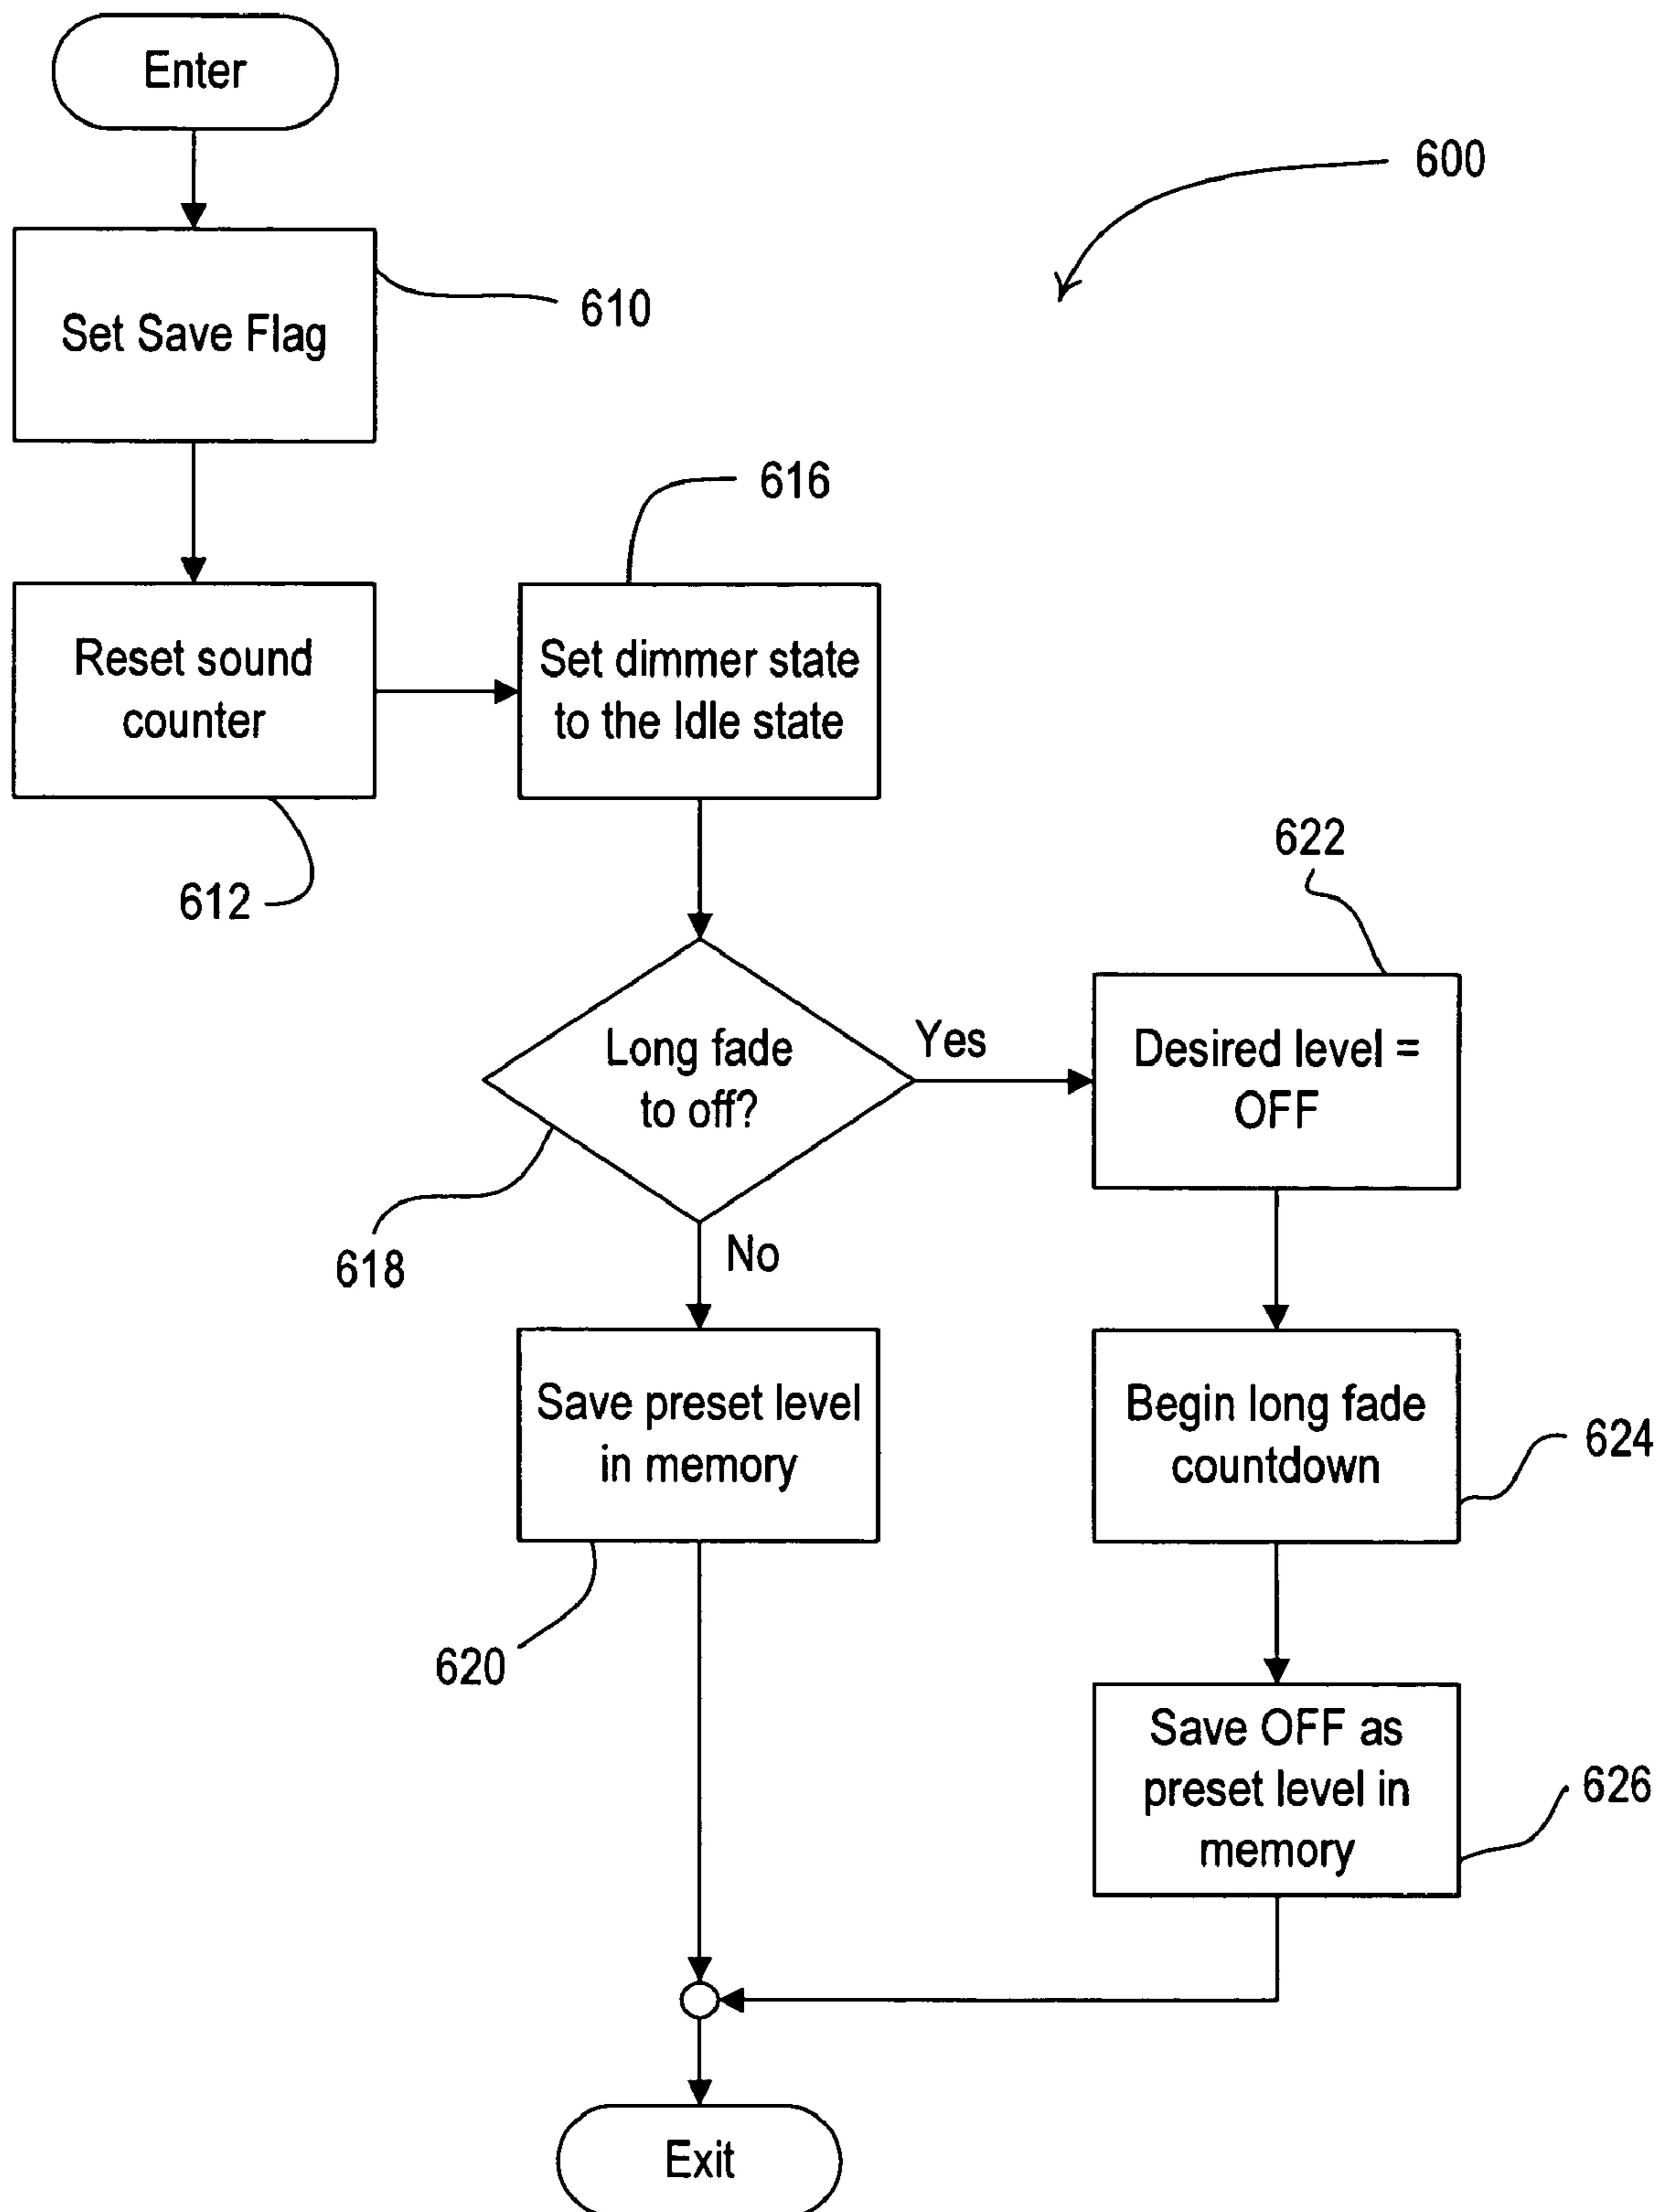 Enter
600
Set Save Flag
610
616
Reset sound
counter
Set dimmer state
to the Idle state
612
622
Long fade
to off?
Yes
Desired level =
OFF
618
No
Save preset level
in memory
Begin long fade
countdown
624
620
Save OFF as
preset level in
memory
626
Exit